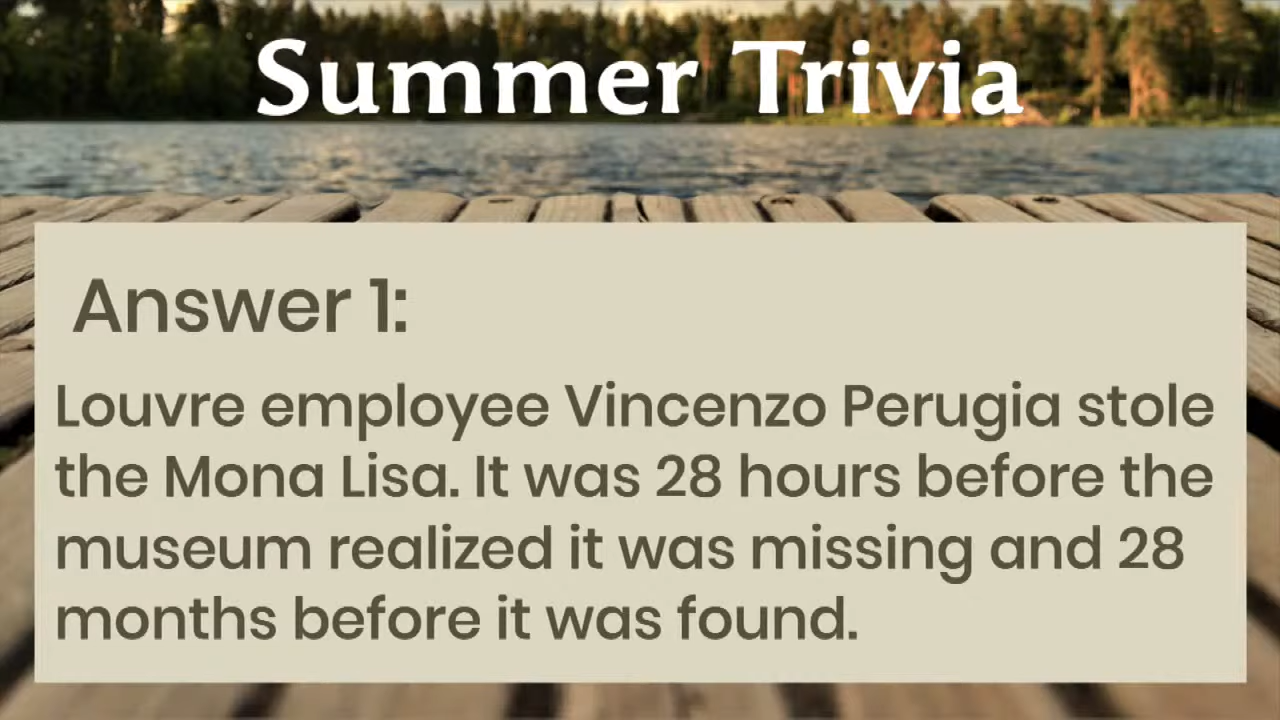 Summer Trivia
Answer 1:
Louvre employee Vincenzo Perugia stole
the Mona Lisa. It was 28 hours before the
museum realized it was missing and 28
months before it was found.